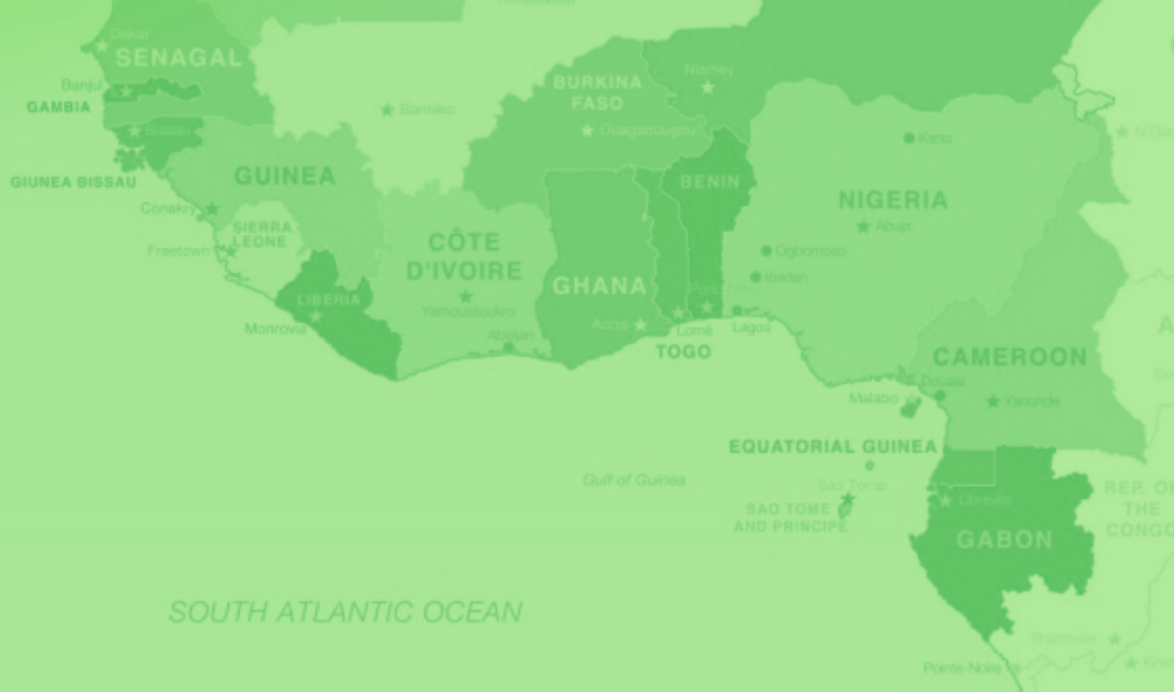 Dakar
SENAGAL
Banjul
GAMBIA
Bissau
GIUNEA BISSAU
GUINEA
Conakry
SIERRA
LEONE
Freetown
LIBERIA
Monrovia
Bamako
CÔTE
D'IVOIRE
Yamoussoukro
Abidjan
BURKINA
FASO
Ouagadougou
Niamey
GHANA
Accra
BENIN
Lomé
TOGO
Lagos
NIGERIA
Kano
Abuja
Ogbomoso
Ibadan
CAMEROON
Douala
Yaounde
Malabo
EQUATORIAL GUINEA
Gulf of Guinea
Sao Tome
SAO TOME
AND PRINCIPE
Libreville
GABON
THE
CONGO
Brazzaville
Pointe-Noire
SOUTH ATLANTIC OCEAN